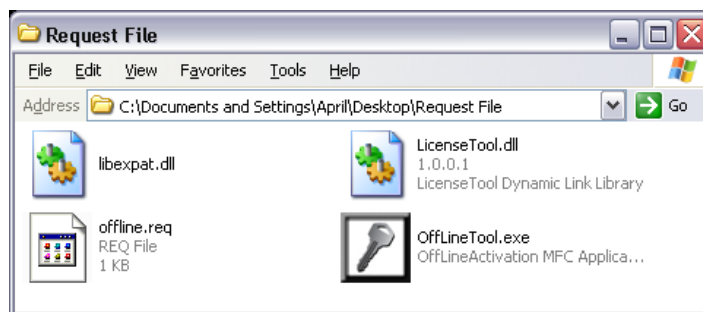 Request File
File Edit View Favorites Tools Help
Address C:\Documents and Settings\April\Desktop\Request File Go
libexpat.dll
LicenseTool.dll
1.0.0.1
LicenseTool Dynamic Link Library
offline.req
REQ File
1 KB
OffLineTool.exe
OffLineActivation MFC Applica...